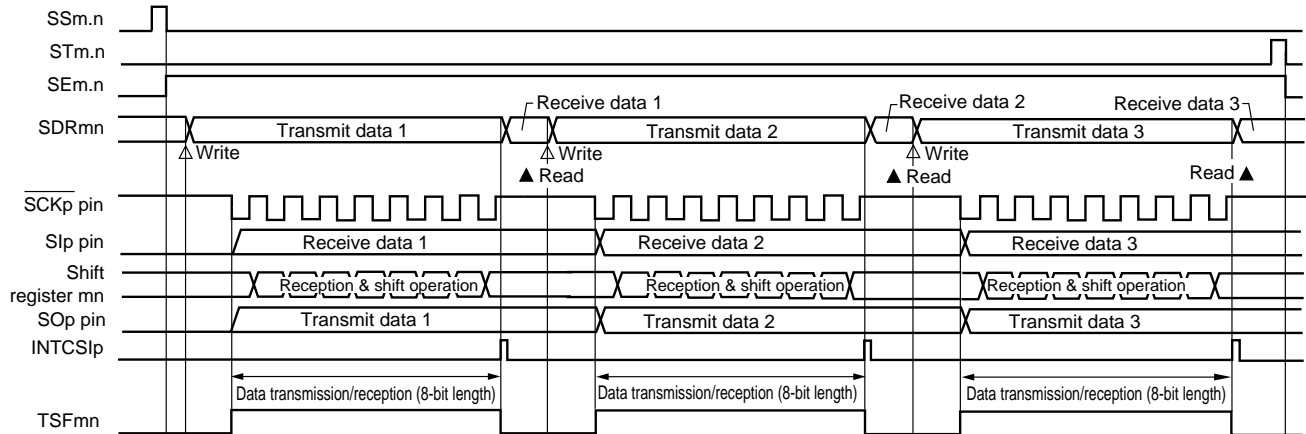 SSm.n
STm.n
SEm.n
Receive data 1
Receive data 2
Receive data 3
SDRmn
Transmit data 1
Transmit data 2
Transmit data 3
Write
Write
Write
▲ Read
▲ Read
Read ▲
SCKp pin
SIp pin
Receive data 1
Receive data 2
Receive data 3
Shift
register mn
Reception & shift operation
Reception & shift operation
Reception & shift operation
SOp pin
Transmit data 1
Transmit data 2
Transmit data 3
INTCSIp
Data transmission/reception (8-bit length)
Data transmission/reception (8-bit length)
Data transmission/reception (8-bit length)
TSFmn